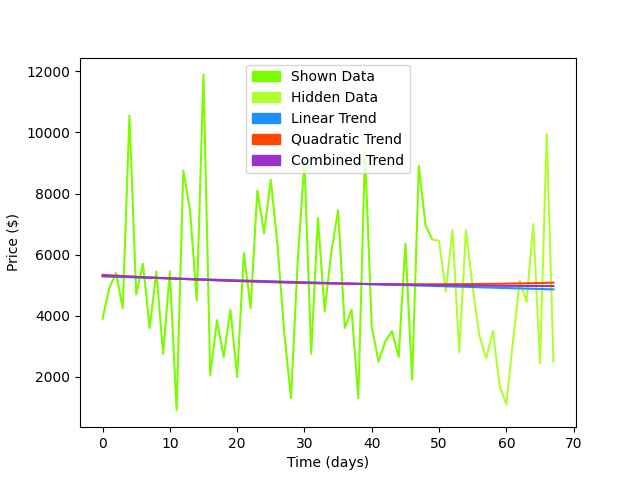 12000
10000
8000
6000
4000
2000
Price ($)
Shown Data
Hidden Data
Linear Trend
Quadratic Trend
Combined Trend
0 10 20 30 40 50 60 70
Time (days)